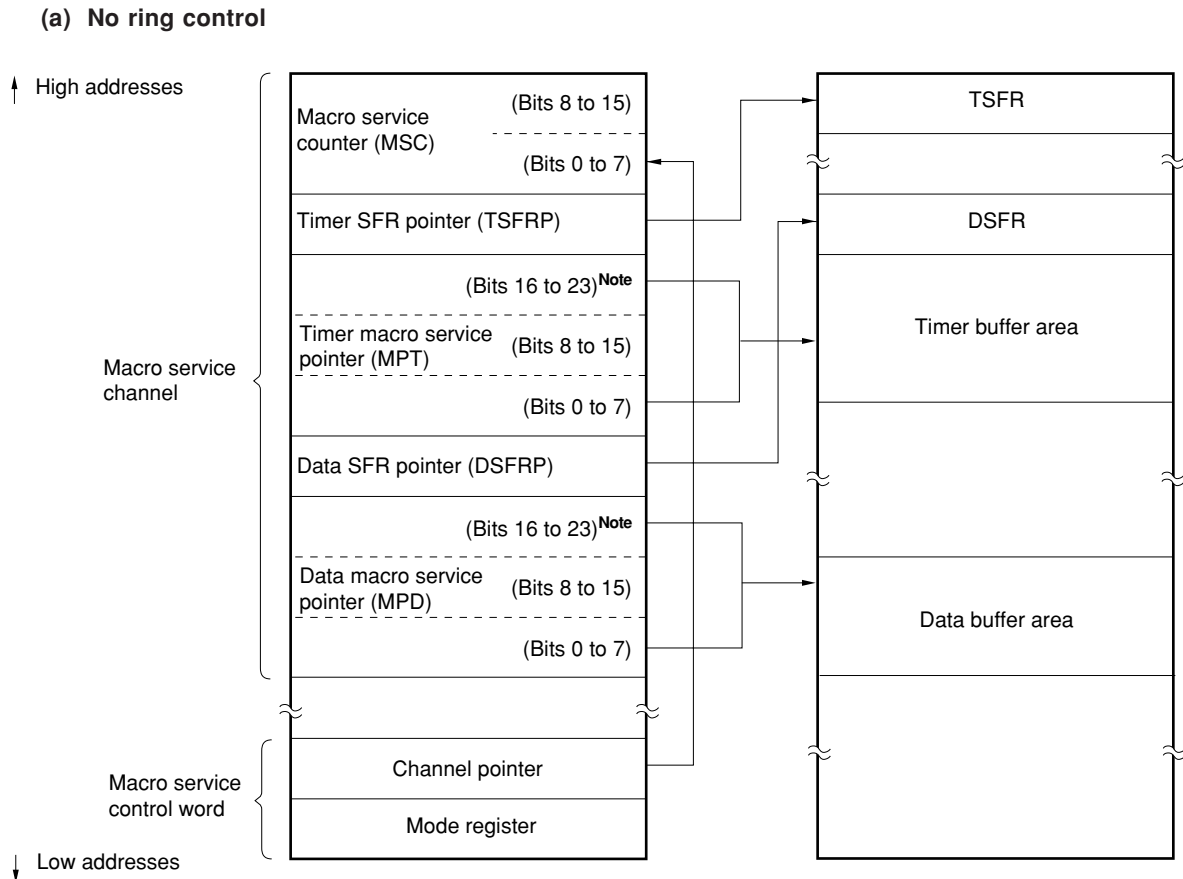 (a) No ring control
High addresses
Macro service
counter (MSC)
(Bits 8 to 15)
(Bits 0 to 7)
Timer SFR pointer (TSFRP)
(Bits 16 to 23)Note
Timer macro service
pointer (MPT)
(Bits 8 to 15)
(Bits 0 to 7)
Data SFR pointer (DSFRP)
(Bits 16 to 23)Note
Data macro service
pointer (MPD)
(Bits 8 to 15)
(Bits 0 to 7)
Macro service
channel
Channel pointer
Mode register
Macro service
control word
Low addresses
TSFR
DSFR
Timer buffer area
Data buffer area